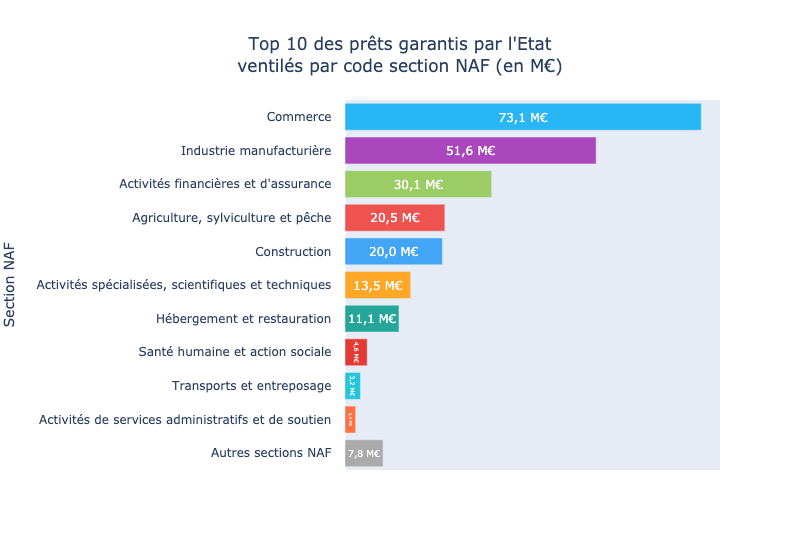 Top 10 des prêts garantis par l'Etat
ventilés par code section NAF (en M€)
Section NAF
Commerce 73,1 M€
Industrie manufacturière 51,6 M€
Activités financières et d'assurance 30,1 M€
Agriculture, sylviculture et pêche 20,5 M€
Construction 20,0 M€
Activités spécialisées, scientifiques et techniques 13,5 M€
Hébergement et restauration 11,1 M€
Santé humaine et action sociale 4,6 M€
Transports et entreposage 3,2 M€
Activités de services administratifs et de soutien
Autres sections NAF 7,8 M€